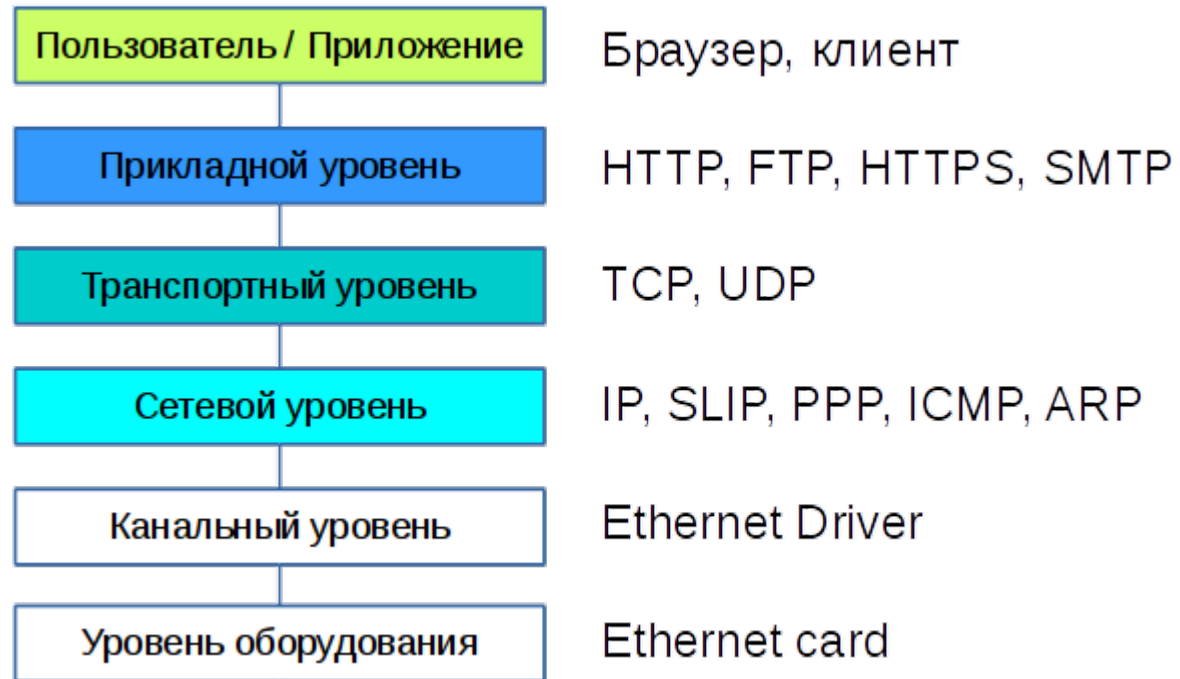 Пользователь / Приложение
Браузер, клиент
Прикладной уровень
HTTP, FTP, HTTPS, SMTP
Транспортный уровень
TCP, UDP
Сетевой уровень
IP, SLIP, PPP, ICMP, ARP
Канальный уровень
Ethernet Driver
Уровень оборудования
Ethernet card